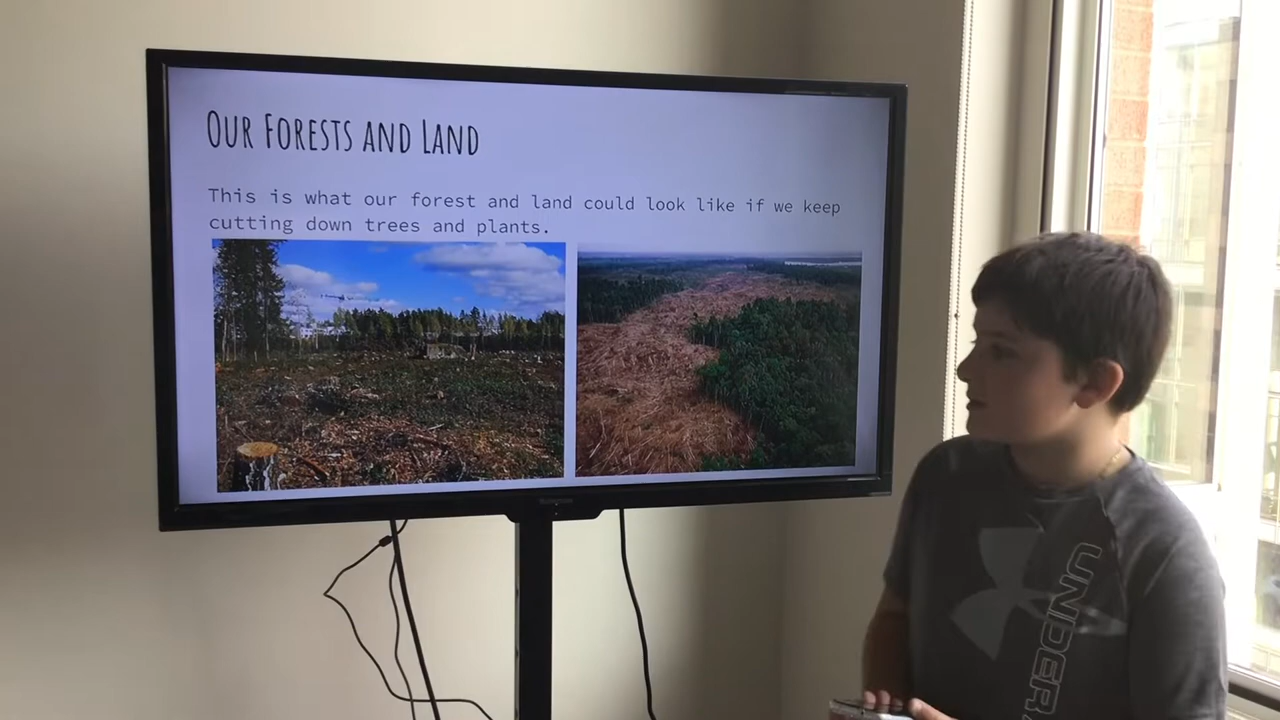 Our Forests and Land
This is what our forest and land could look like if we keep
cutting down trees and plants.
UNDER